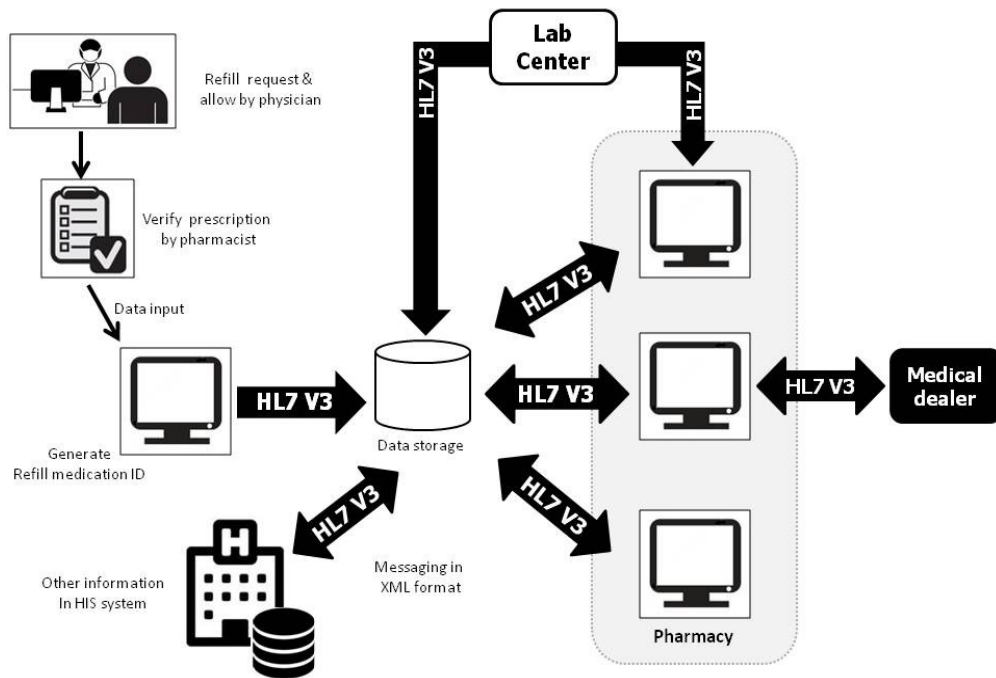 Lab
Center
HL7 V3
HL7 V3
Refill request &
allow by physician
Verify prescription
by pharmacist
Data input
HL7 V3
HL7 V3
HL7 V3
HL7 V3
Medical
dealer
Data storage
Generate
Refill medication ID
HL7 V3
HL7 V3
H
Messaging in
XML format
Other information
In HIS system
Pharmacy